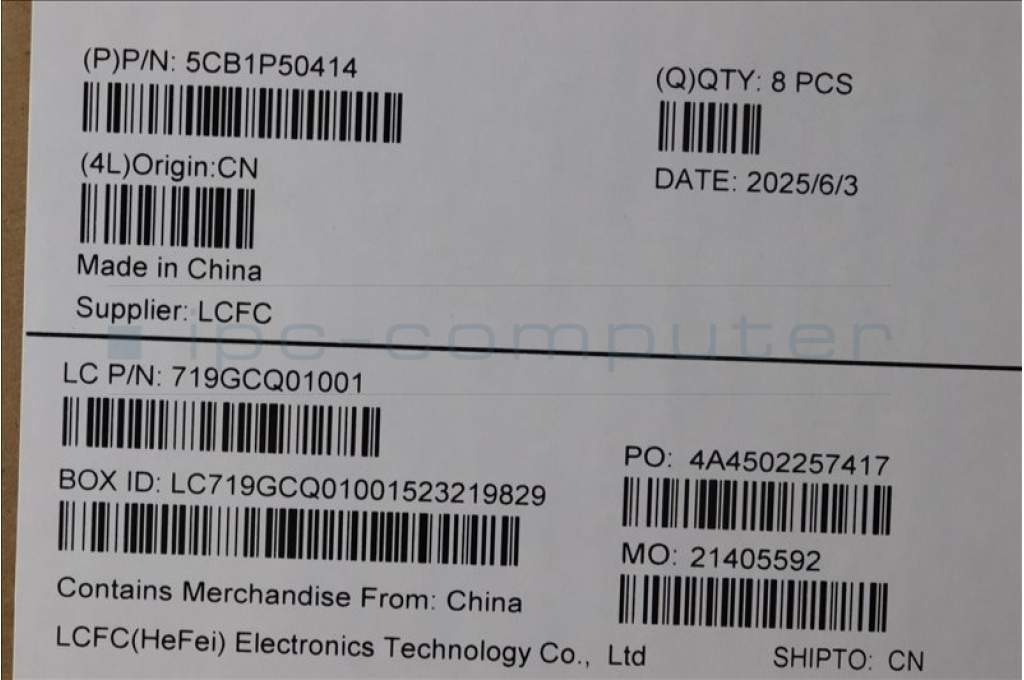 (P)P/N: 5CB1P50414
(Q)QTY: 8 PCS
(4L)Origin:CN
DATE: 2025/6/3
Made in China
Supplier: LCFC
ipc-computer
LC P/N: 719GCQ01001
PO: 4A4502257417
BOX ID: LC719GCQ01001523219829
MO: 21405592
Contains Merchandise From: China
LCFC(HeFei) Electronics Technology Co., Ltd
SHIPTO: CN